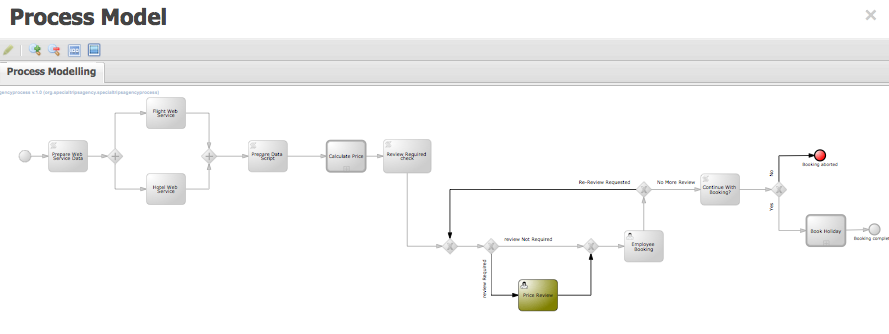 Process Model
Process Modelling
gencyprocess v.1.0 (org.specialtripsagency.specialtripsagencyprocess)
Flight Web
Service
Prepare Web
Service Data
Hotel Web
Service
Prepare Data
Script
Calculate Price
Review Required
check
Re-Review Requested
No More Review
Continue With
Booking?
No
Booking aborted
Yes
Book Holiday
Booking complet
review Not Required
Employee
Booking
review Required
Price Review